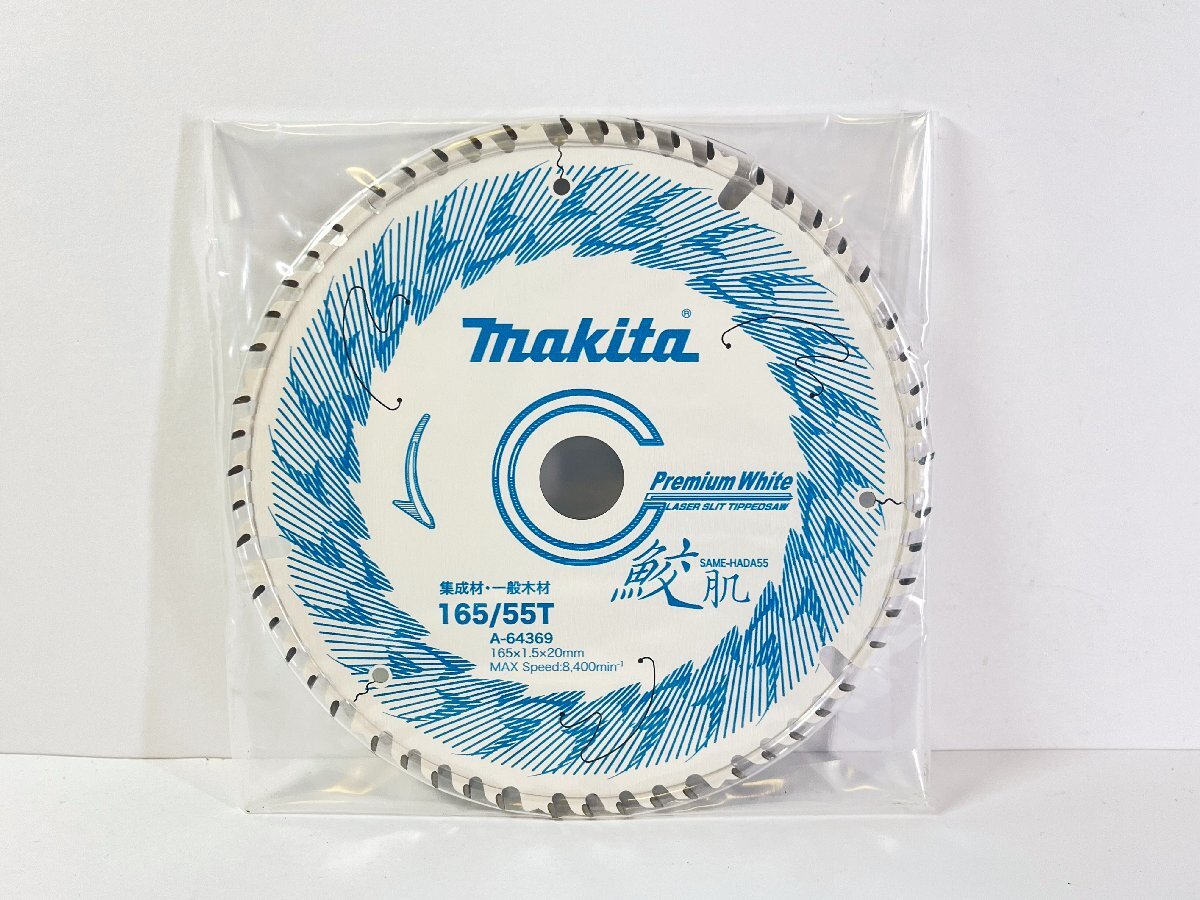 makita®
Premium White
LASER SLIT TIPPEDSAW
鮫肌
SAME-HADA55
集成材・一般木材
165/55T
A-64369
165×1.5×20mm
MAX Speed:8,400min⁻¹